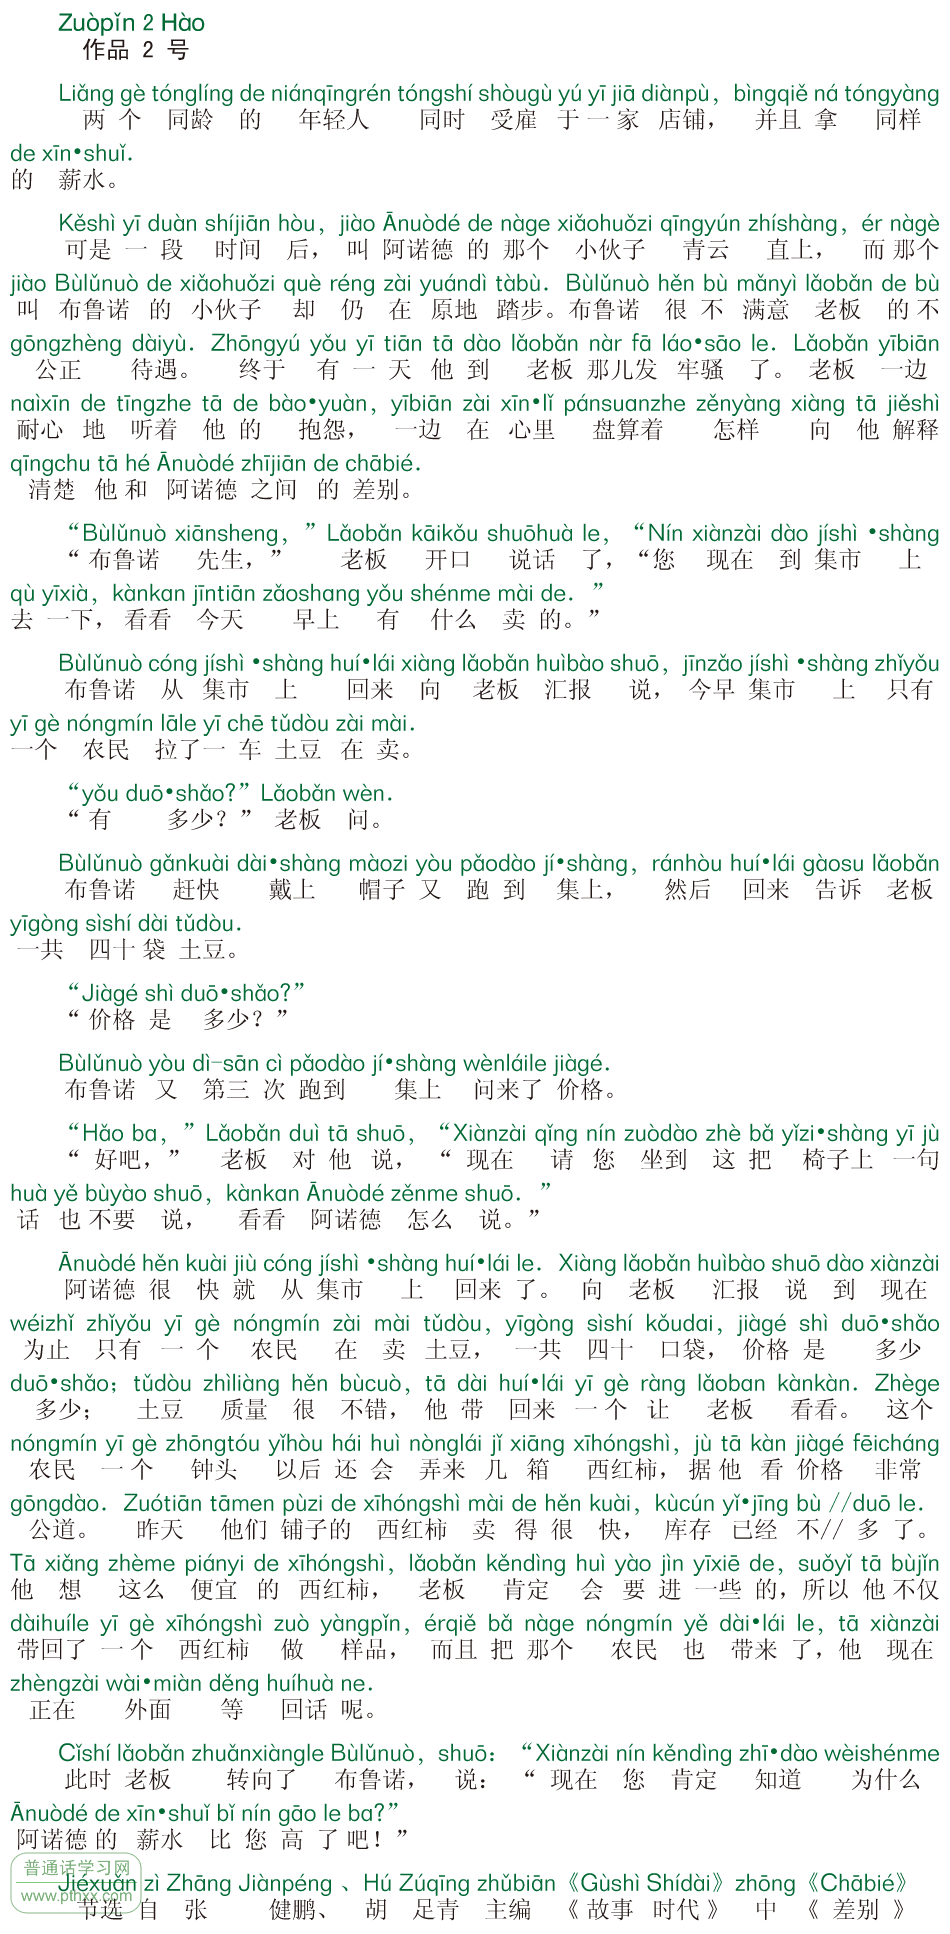 Zuòpǐn 2 Hào
作品 2 号
Liǎng gè tónglíng de niánqīngrén tóngshí shòugù yú yī jiā diànpù, bìngqiě ná tóngyàng
两 个 同龄 的 年轻人 同时 受雇 于 一 家 店铺， 并且 拿 同样
de xīn•shuǐ.
的 薪水。
Kěshì yī duàn shíjiān hòu, jiào Ānuòdé de nàge xiǎohuǒzi qīngyún zhíshàng, ér nàgè
可是 一 段 时间 后， 叫 阿诺德 的 那个 小伙子 青云 直上， 而 那个
jiào Bùlǔnuò de xiǎohuǒzi què réng zài yuándì tàbù. Bùlǔnuò hěn bù mǎnyì lǎobǎn de bù
叫 布鲁诺 的 小伙子 却 仍 在 原地 踏步。布鲁诺 很 不 满意 老板 的 不
gōngzhèng dàiyù. Zhōngyú yǒu yī tiān tā dào lǎobǎn nàr fā láo•sāo le. Lǎobǎn yībiān
公正 待遇。 终于 有 一 天 他 到 老板 那儿发 牢骚 了。 老板 一边
naìxīn de tīngzhe tā de bào•yuàn, yībiān zài xīn•lǐ pánsuanzhe zěnyàng xiàng tā jiěshì
耐心 地 听着 他 的 抱怨， 一边 在 心里 盘算着 怎样 向 他 解释
qīngchu tā hé Ānuòdé zhījiān de chābié.
清楚 他 和 阿诺德 之间 的 差别。
“Bùlǔnuò xiānsheng, ”Lǎobǎn kāikǒu shuōhuà le, “Nín xiànzài dào jíshì •shàng
“ 布鲁诺 先生，” 老板 开口 说话 了，“您 现在 到 集市 上
qù yīxià, kànkan jīntiān zǎoshang yǒu shénme mài de. ”
去 一下，看看 今天 早上 有 什么 卖 的。”
Bùlǔnuò cóng jíshì •shàng huí•lái xiàng lǎobǎn huìbào shuō, jīnzǎo jíshì •shàng zhǐyǒu
布鲁诺 从 集市 上 回来 向 老板 汇报 说， 今早 集市 上 只有
yī gè nóngmín lāle yī chē tǔdòu zài mài.
一个 农民 拉了一 车 土豆 在 卖。
“yǒu duō•shǎo?”Lǎobǎn wèn.
“ 有 多少？” 老板 问。
Bùlǔnuò gǎnkuài dài•shàng màozi yòu pǎodào jí•shàng, ránhòu huí•lái gàosu lǎobǎn
布鲁诺 赶快 戴上 帽子 又 跑 到 集上， 然后 回来 告诉 老板
yīgòng sìshí dài tǔdòu.
一共 四十 袋 土豆。
“Jiàgé shì duō•shǎo?”
“ 价格 是 多少？”
Bùlǔnuò yòu dì-sān cì pǎodào jí•shàng wènláile jiàgé.
布鲁诺 又 第三 次 跑到 集上 问来了 价格。
“Hǎo ba, ”Lǎobǎn duì tā shuō, “Xiànzài qǐng nín zuòdào zhè bǎ yǐzi•shàng yī jù
“ 好吧，” 老板 对 他 说， “ 现在 请 您 坐到 这 把 椅子上 一句
huà yě bùyào shuō, kànkan Ānuòdé zěnme shuō. ”
话 也 不要 说， 看看 阿诺德 怎么 说。”
Ānuòdé hěn kuài jiù cóng jíshì •shàng huí•lái le. Xiàng lǎobǎn huìbào shuō dào xiànzài
阿诺德 很 快 就 从 集市 上 回来 了。 向 老板 汇报 说 到 现在
wéizhǐ zhǐyǒu yī gè nóngmín zài mài tǔdòu, yīgòng sìshí kǒudai, jiàgé shì duō•shǎo
为止 只有 一 个 农民 在 卖 土豆， 一共 四十 口袋， 价格 是 多少
duō•shǎo; tǔdòu zhìliàng hěn bùcuò, tā dài huí•lái yī gè ràng lǎoban kànkàn. Zhège
多少； 土豆 质量 很 不错， 他 带 回来 一 个 让 老板 看看。 这个
nóngmín yī gè zhōngtóu yǐhòu hái huì nònglái jǐ xiāng xīhóngshì, jù tā kàn jiàgé fēicháng
农民 一 个 钟头 以后 还 会 弄来 几 箱 西红柿，据 他 看 价格 非常
gōngdào. Zuótiān tāmen pùzi de xīhóngshì mài de hěn kuài, kùcún yǐ•jīng bù //duō le.
公道。 昨天 他们 铺子的 西红柿 卖 得 很 快， 库存 已经 不// 多 了。
Tā xiǎng zhème piányi de xīhóngshì, lǎobǎn kěndìng huì yào jìn yīxiē de, suǒyǐ tā bùjǐn
他 想 这么 便宜 的 西红柿， 老板 肯定 会 要 进 一些 的，所以 他 不仅
dàihuíle yī gè xīhóngshì zuò yàngpǐn, érqiě bǎ nàge nóngmín yě dài•lái le, tā xiànzài
带回了 一 个 西红柿 做 样品， 而且 把 那个 农民 也 带来 了，他 现在
zhèngzài wài•miàn děng huíhuà ne.
正在 外面 等 回话 呢。
Cǐshí lǎobǎn zhuǎnxiàngle Bùlǔnuò, shuō: “Xiànzài nín kěndìng zhī•dào wèishénme
此时 老板 转向了 布鲁诺， 说： “ 现在 您 肯定 知道 为什么
Ānuòdé de xīn•shuǐ bǐ nín gāo le ba?”
阿诺德 的 薪水 比 您 高 了 吧！”
Jiéxuǎn zì Zhāng Jiànpéng 、Hú Zúqīng zhǔbiān《Gùshì Shídài》zhōng《Chābié》
节选 自 张 健鹏、 胡 足青 主编 《 故事 时代 》 中 《 差别 》
普通话学习网
www.pthxx.com